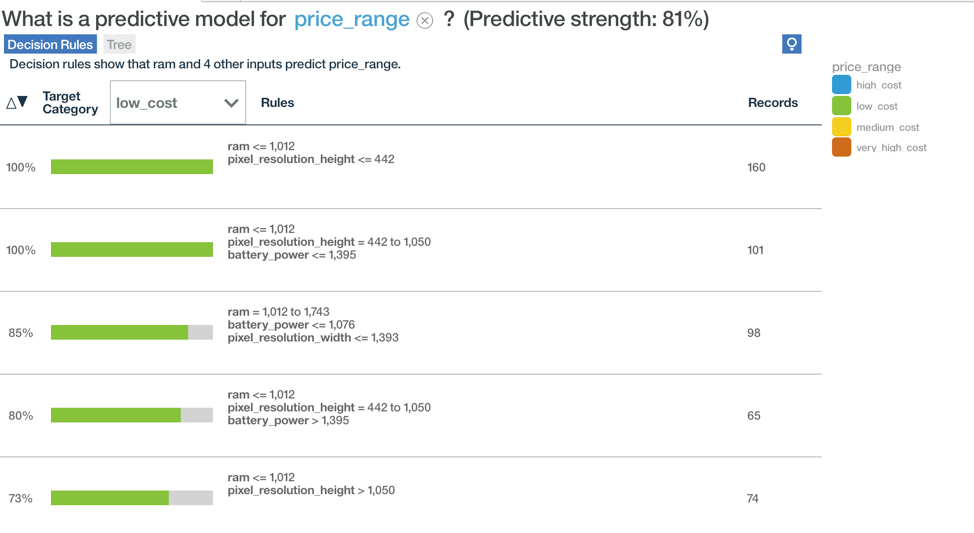 What is a predictive model for price_range ? (Predictive strength: 81%)
Decision Rules Tree
Decision rules show that ram and 4 other inputs predict price_range.
Target Category low_cost Rules Records
100%
ram <= 1,012
pixel_resolution_height <= 442
160
100%
ram <= 1,012
pixel_resolution_height = 442 to 1,050
battery_power <= 1,395
101
85%
ram = 1,012 to 1,743
battery_power <= 1,076
pixel_resolution_width <= 1,393
98
80%
ram <= 1,012
pixel_resolution_height = 442 to 1,050
battery_power > 1,395
65
73%
ram <= 1,012
pixel_resolution_height > 1,050
74
price_range
high_cost
low_cost
medium_cost
very_high_cost